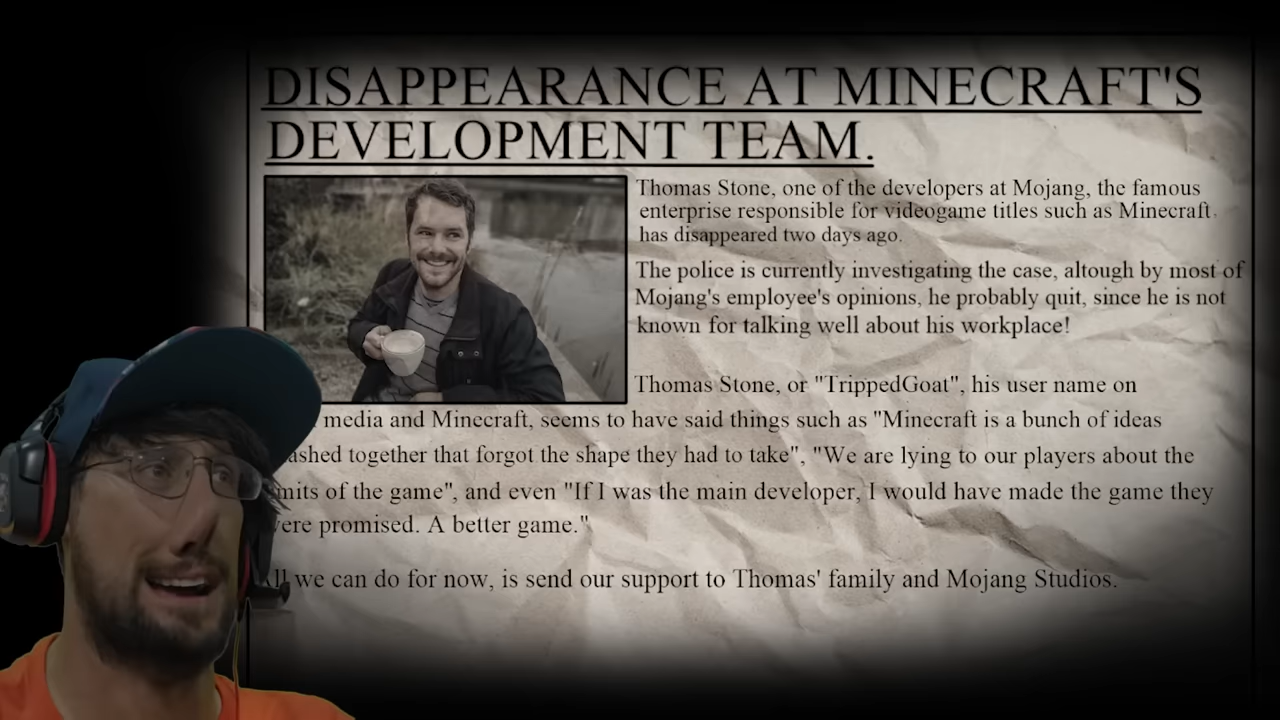 DISAPPEARANCE AT MINECRAFT'S
DEVELOPMENT TEAM.
Thomas Stone, one of the developers at Mojang, the famous
enterprise responsible for videogame titles such as Minecraft,
has disappeared two days ago.
The police is currently investigating the case, altough by most of
Mojang's employee's opinions, he probably quit, since he is not
known for talking well about his workplace!
Thomas Stone, or "TrippedGoat", his user name on
media and Minecraft, seems to have said things such as "Minecraft is a bunch of ideas
together that forgot the shape they had to take", "We are lying to our players about the
of the game", and even "If I was the main developer, I would have made the game they
were promised. A better game."
All we can do for now, is send our support to Thomas' family and Mojang Studios.